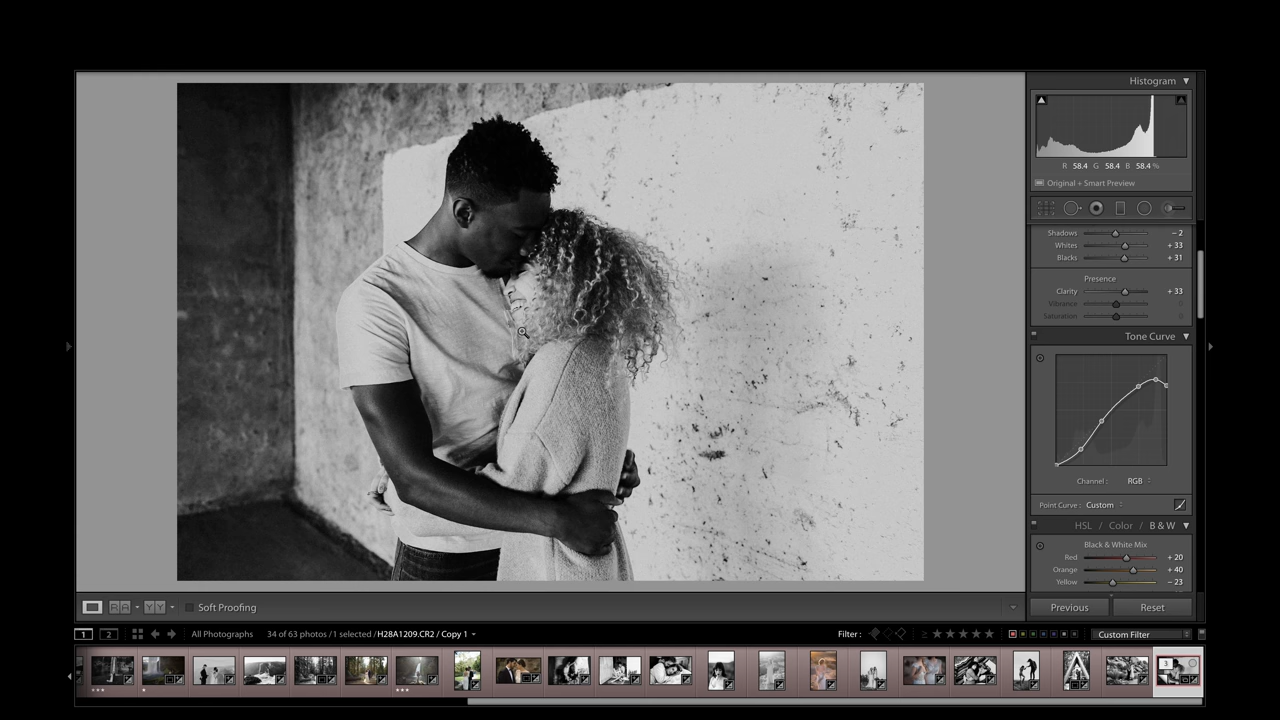 Histogram
R 58.4 G 58.4 B 58.4 %
Original + Smart Preview
Shadows − 2
Whites + 33
Blacks + 31
Presence
Clarity + 33
Vibrance 0
Saturation 0
Tone Curve
Channel : RGB
Point Curve : Custom
HSL / Color / B & W
Black & White Mix
Red + 20
Orange + 40
Yellow − 23
Previous Reset
R A Y Y Soft Proofing
1 2 All Photographs 34 of 63 photos / 1 selected / H28A1209.CR2 / Copy 1 Filter : Custom Filter
3